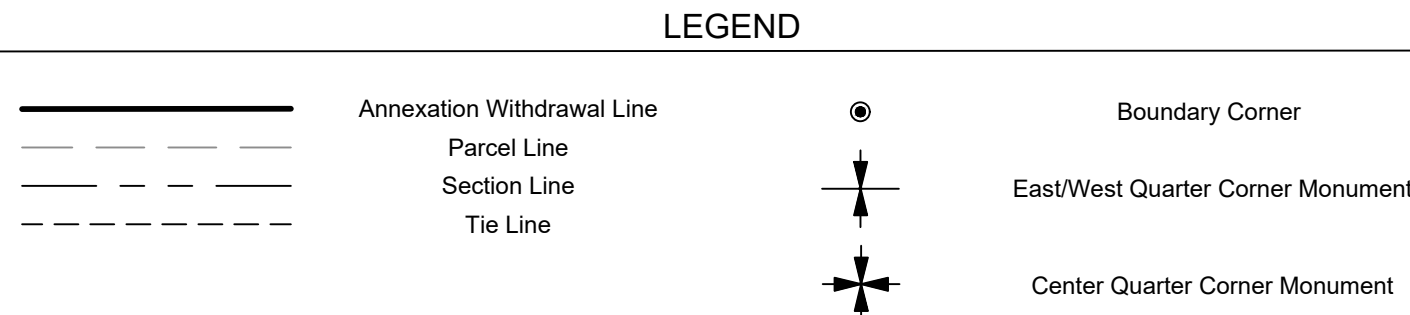 LEGEND
Annexation Withdrawal Line
Parcel Line
Section Line
Tie Line
Boundary Corner
East/West Quarter Corner Monument
Center Quarter Corner Monument